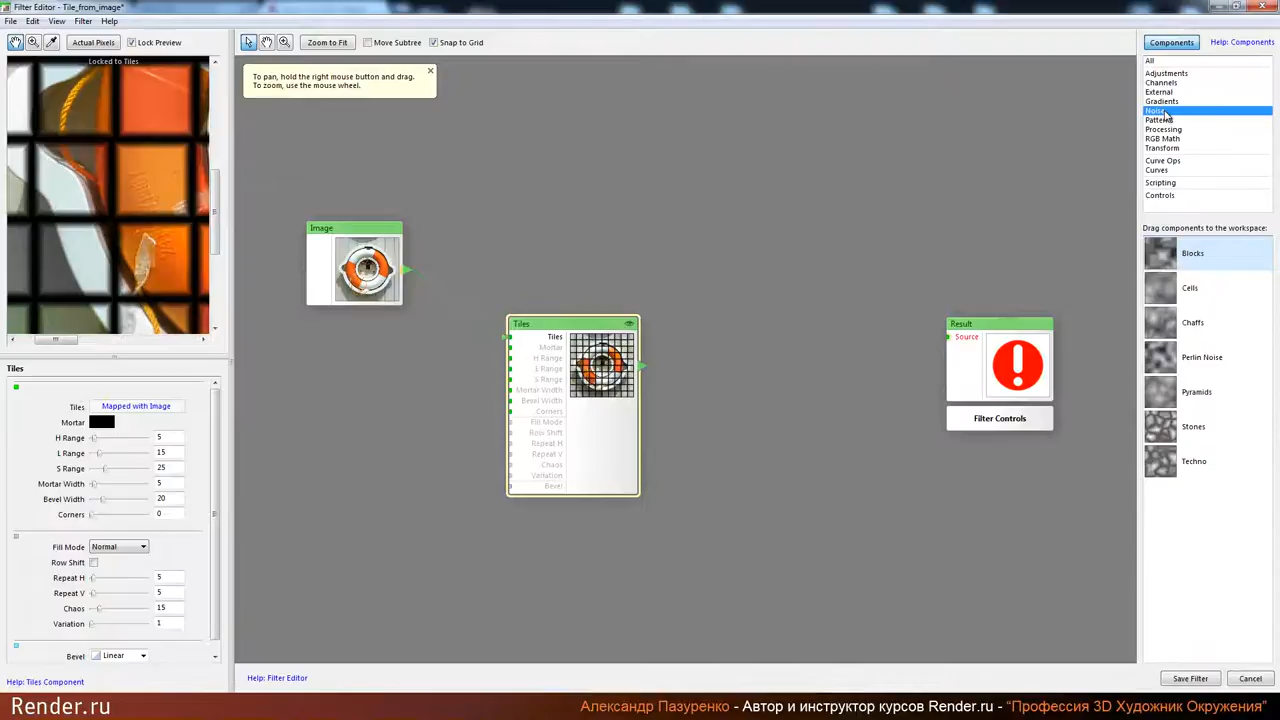 Filter Editor - Tile_from_image*
File Edit View Filter Help
Actual Pixels Lock Preview
Zoom to Fit Move Subtree Snap to Grid
Components Help: Components
Locked to Tiles
To pan, hold the right mouse button and drag.
To zoom, use the mouse wheel.
All
Adjustments
Channels
External
Gradients
Noise
Patterns
Processing
RGB Math
Transform
Curve Ops
Curves
Scripting
Controls
Drag components to the workspace:
Blocks
Cells
Chaffs
Perlin Noise
Pyramids
Stones
Techno
Image
Tiles
Tiles
Mortar
H Range
L Range
S Range
Mortar Width
Bevel Width
Corners
Fill Mode
Row Shift
Repeat H
Repeat V
Chaos
Variation
Bevel
Result
Source
Filter Controls
Tiles
Tiles Mapped with Image
Mortar
H Range 5
L Range 15
S Range 25
Mortar Width 5
Bevel Width 20
Corners 0
Fill Mode Normal
Row Shift
Repeat H 5
Repeat V 5
Chaos 15
Variation 1
Bevel Linear
Help: Tiles Component
Help: Filter Editor
Save Filter Cancel
Render.ru
Александр Пазуренко - Автор и инструктор курсов Render.ru - “Профессия 3D Художник Окружения”